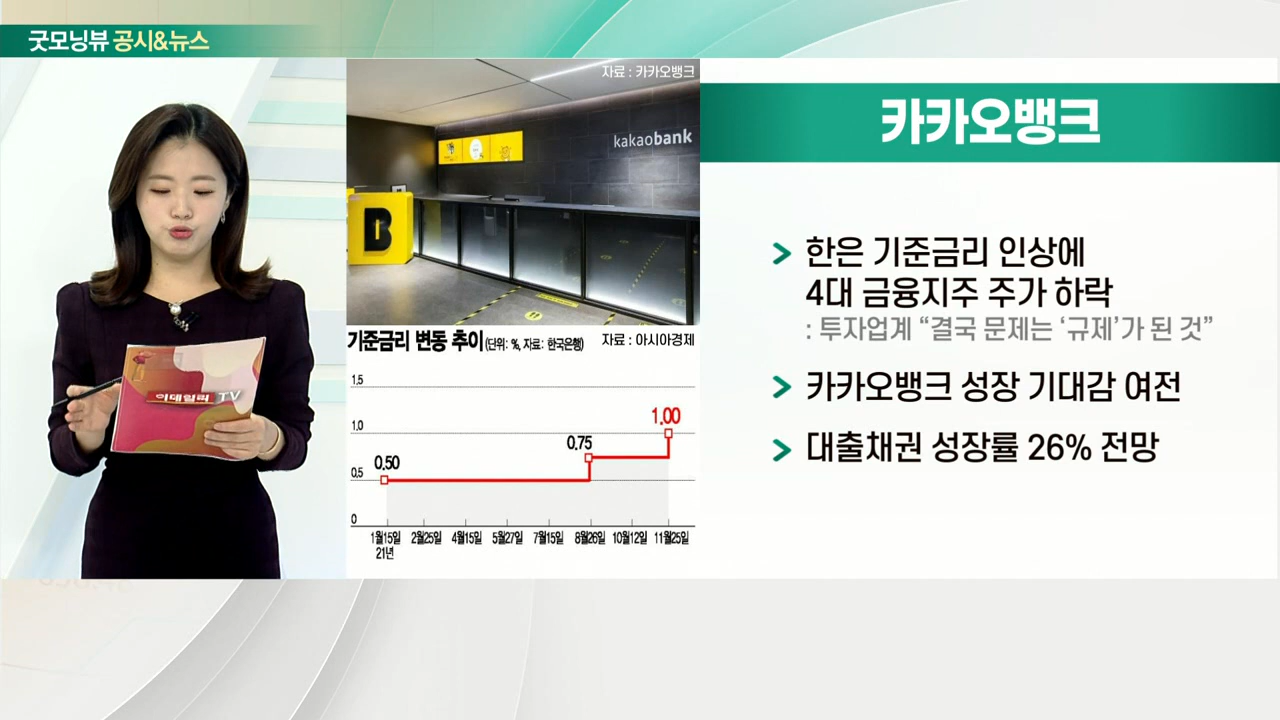 굿모닝뷰 공시&뉴스
자료 : 카카오뱅크
kakaobank
B
이데일리 TV
기준금리 변동 추이(단위: %, 자료: 한국은행)
자료 : 아시아경제
1.5
1.0
0.5
0
0.50
0.75
1.00
1월15일 2월25일 4월15일 5월27일 7월15일 8월26일 10월12일 11월25일
21년
카카오뱅크
한은 기준금리 인상에
4대 금융지주 주가 하락
: 투자업계 “결국 문제는 ‘규제’가 된 것”
카카오뱅크 성장 기대감 여전
대출채권 성장률 26% 전망